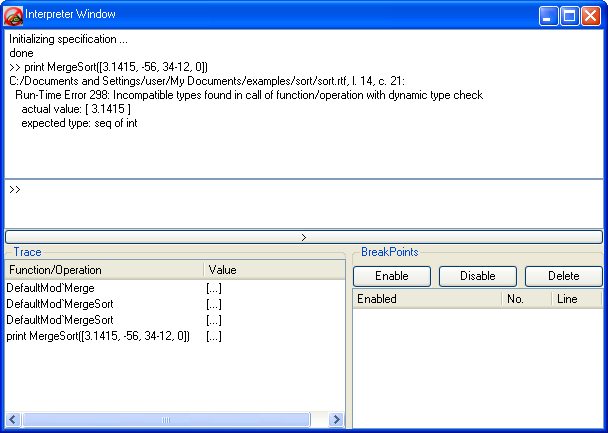 Interpreter Window
Initializing specification ...
done
>> print MergeSort([3.1415, -56, 34-12, 0])
C:/Documents and Settings/user/My Documents/examples/sort/sort.rtf, l. 14, c. 21:
Run-Time Error 298: Incompatible types found in call of function/operation with dynamic type check
actual value: [ 3.1415 ]
expected type: seq of int
>>
>
Trace
Function/Operation Value
DefaultMod`Merge [...]
DefaultMod`MergeSort [...]
DefaultMod`MergeSort [...]
print MergeSort([3.1415, -56, 34-12, 0]) [...]
BreakPoints
Enable Disable Delete
Enabled No. Line